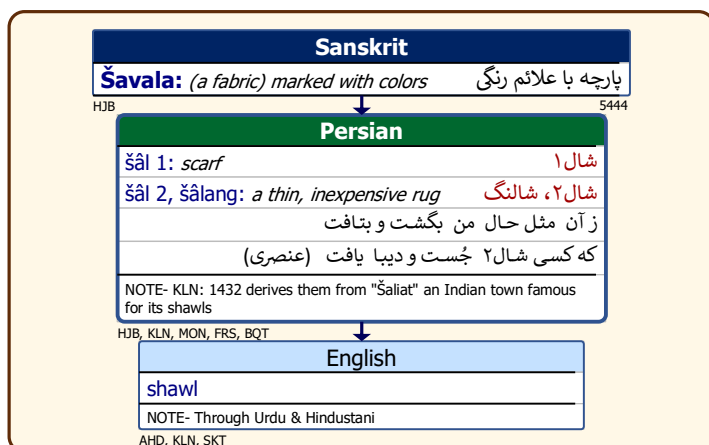 Sanskrit
Šavala: (a fabric) marked with colors پارچه با علائم رنگی
HJB 5444
Persian
šâl 1: scarf شال۱
šâl 2, šâlang: a thin, inexpensive rug شال۲، شالنگ
ز آن مثل حال من بگشت و بتافت
که کسی شال۲ جُست و دیبا یافت (عنصری)
NOTE- KLN: 1432 derives them from "Šaliat" an Indian town famous
for its shawls
HJB, KLN, MON, FRS, BQT
English
shawl
NOTE- Through Urdu & Hindustani
AHD, KLN, SKT